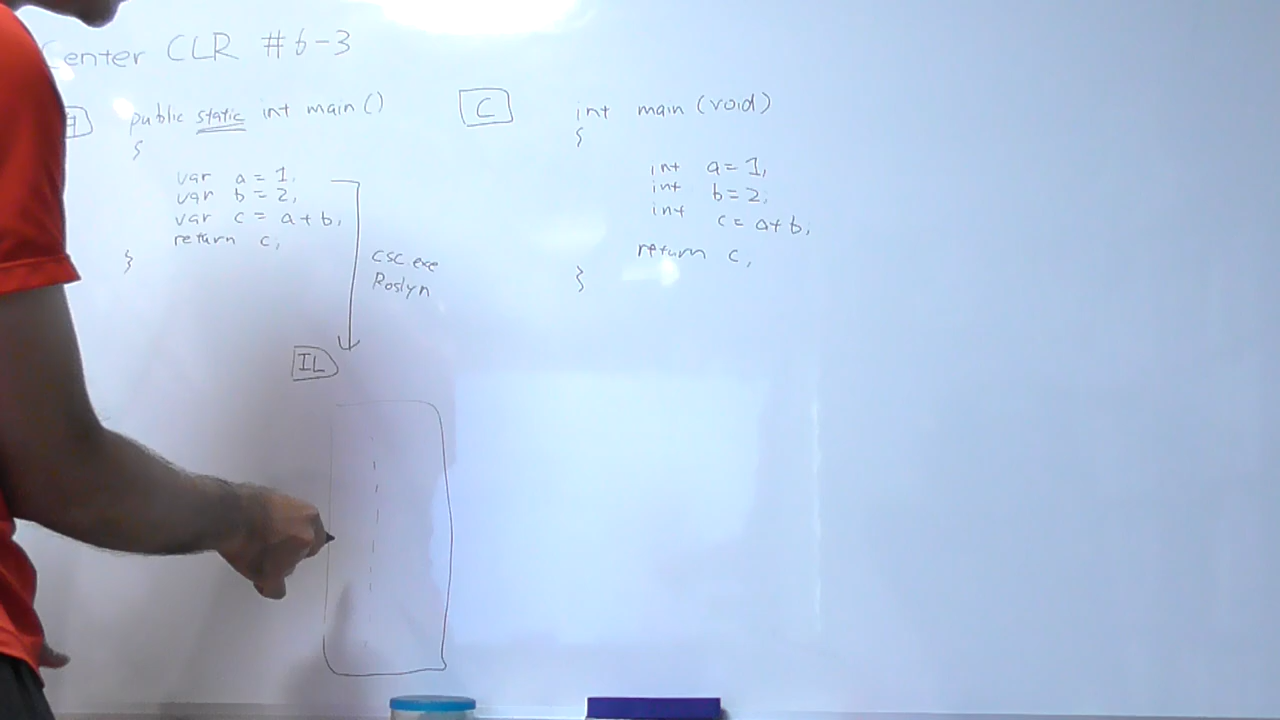 Center CLR #6-3
public static int main()
{
var a = 1;
var b = 2;
var c = a + b;
return c;
}
csc.exe
Roslyn
IL
C
int main (void)
{
int a = 1;
int b = 2;
int c = a + b;
return c;
}